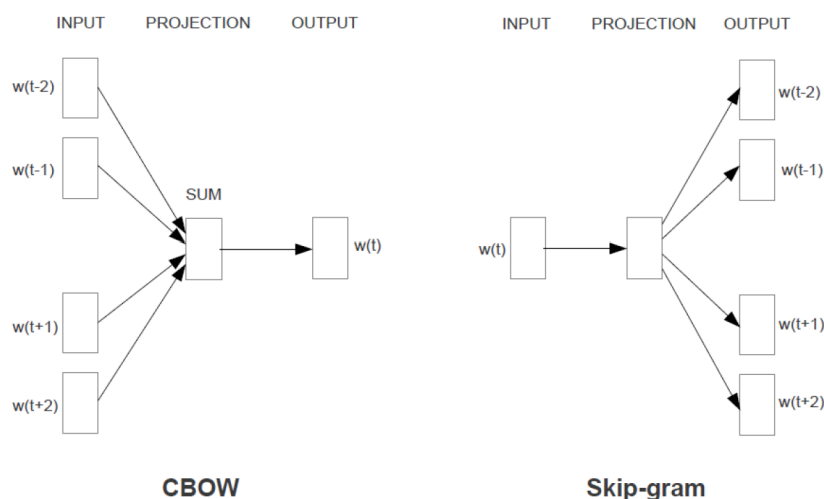 INPUT PROJECTION OUTPUT
w(t-2)
w(t-1)
SUM
w(t)
w(t+1)
w(t+2)
CBOW
INPUT PROJECTION OUTPUT
w(t-2)
w(t-1)
w(t)
w(t+1)
w(t+2)
Skip-gram